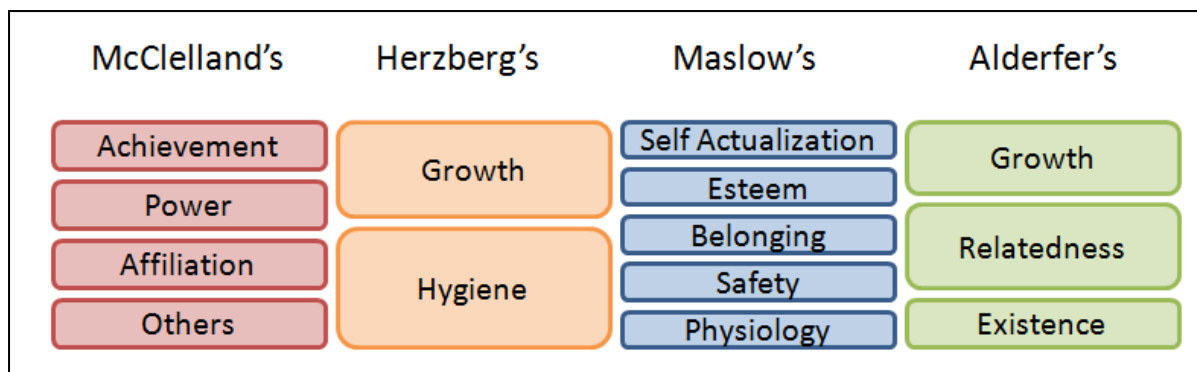 McClelland's Herzberg's Maslow's Alderfer's
Achievement
Power
Affiliation
Others
Growth
Hygiene
Self Actualization
Esteem
Belonging
Safety
Physiology
Growth
Relatedness
Existence